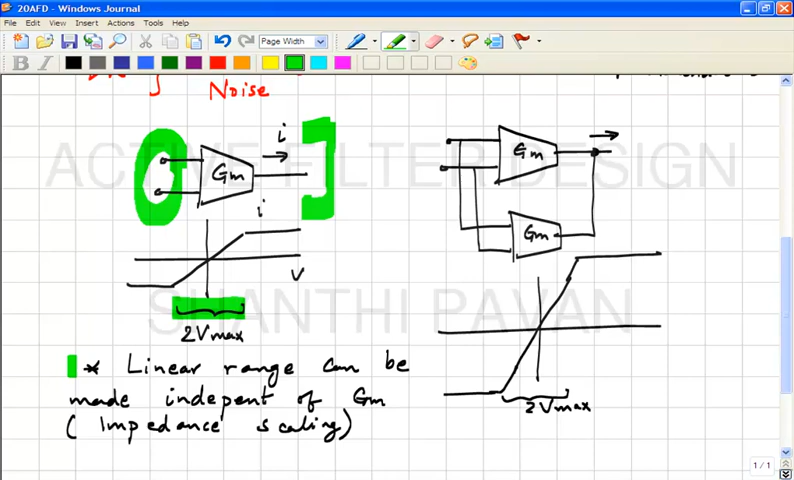 20AFD - Windows Journal
File Edit View Insert Actions Tools Help
Page Width
B I
Noise
ACTIVE FILTER DESIGN
i
Gm
i
V
2Vmax
Gm
Gm
2Vmax
SHANTHI PAVAN
* Linear range can be
made indepent of Gm
( Impedance scaling)
1/1